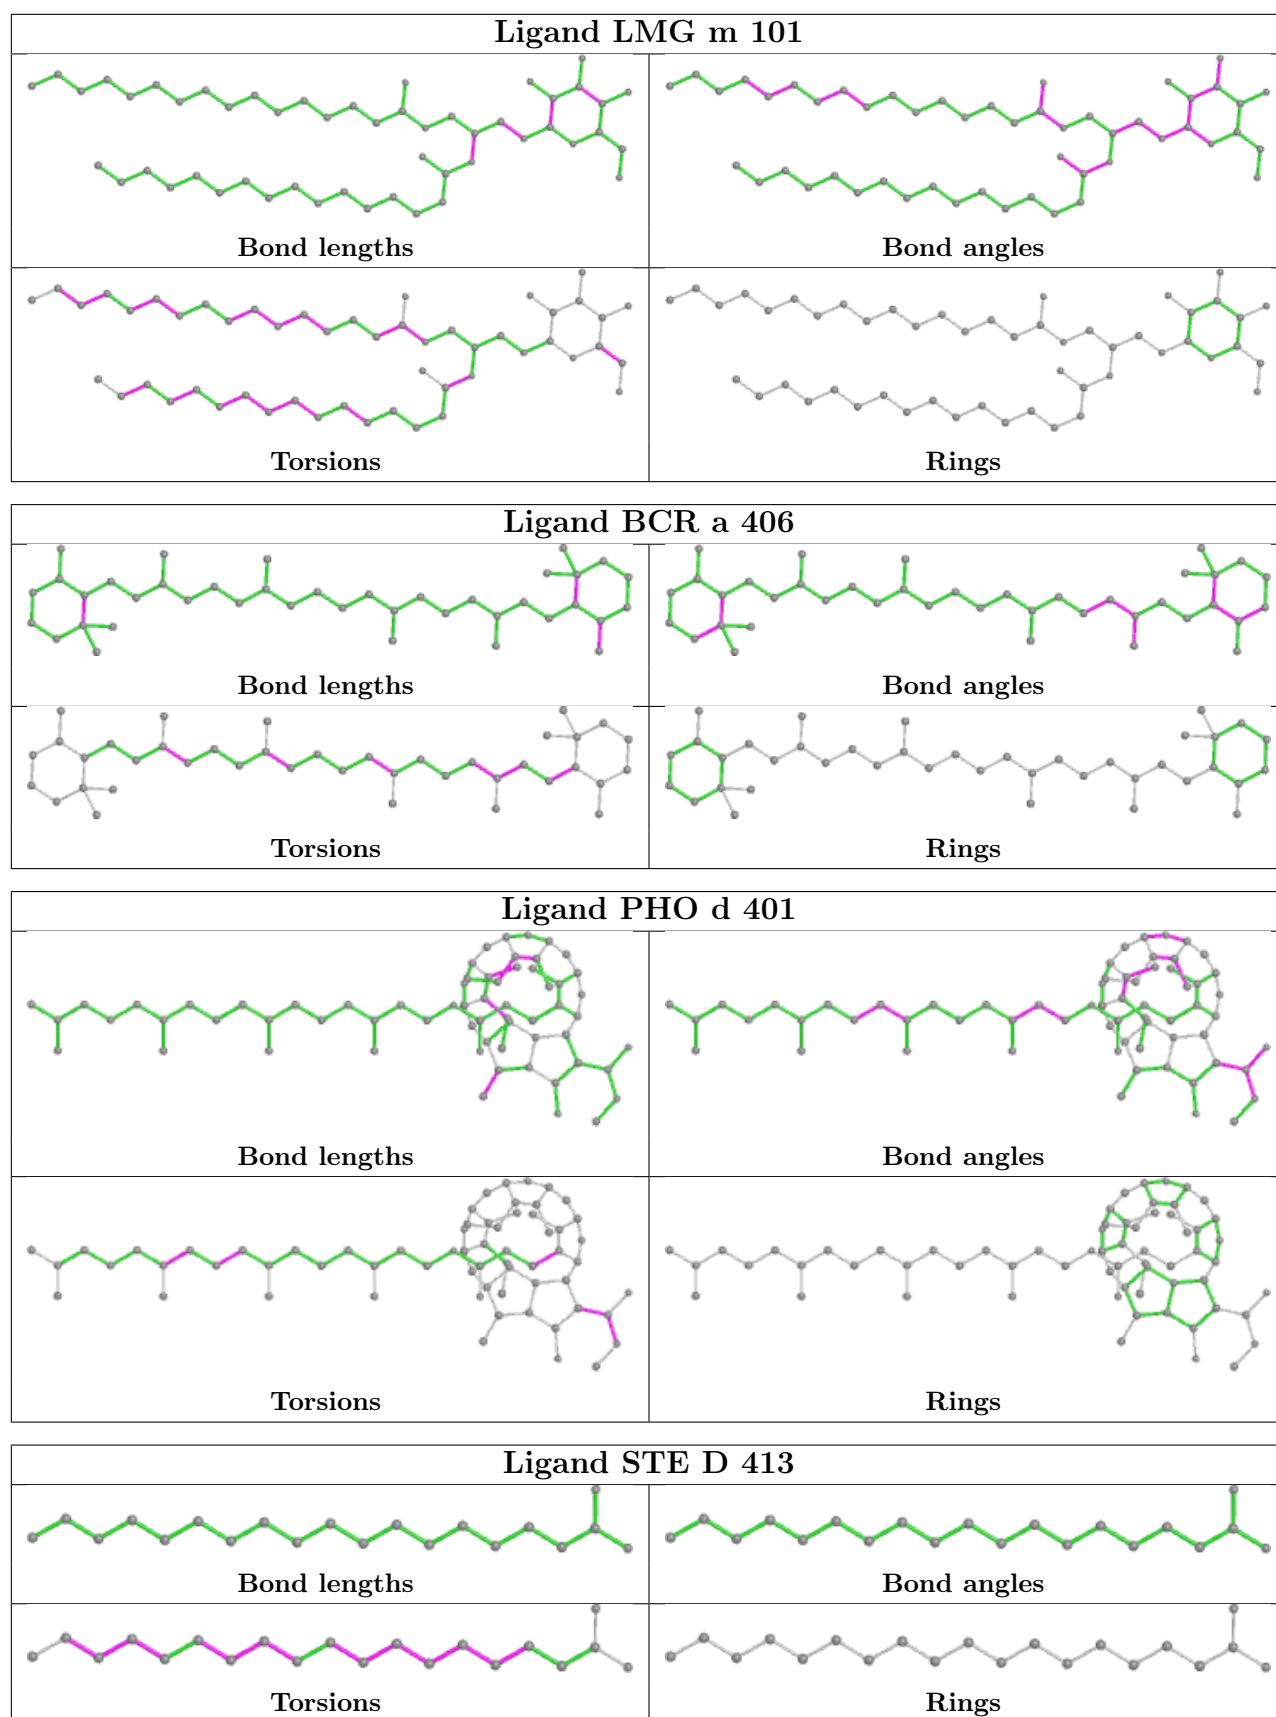 Ligand LMG m 101
Bond lengths
Bond angles
Torsions
Rings
Ligand BCR a 406
Bond lengths
Bond angles
Torsions
Rings
Ligand PHO d 401
Bond lengths
Bond angles
Torsions
Rings
Ligand STE D 413
Bond lengths
Bond angles
Torsions
Rings